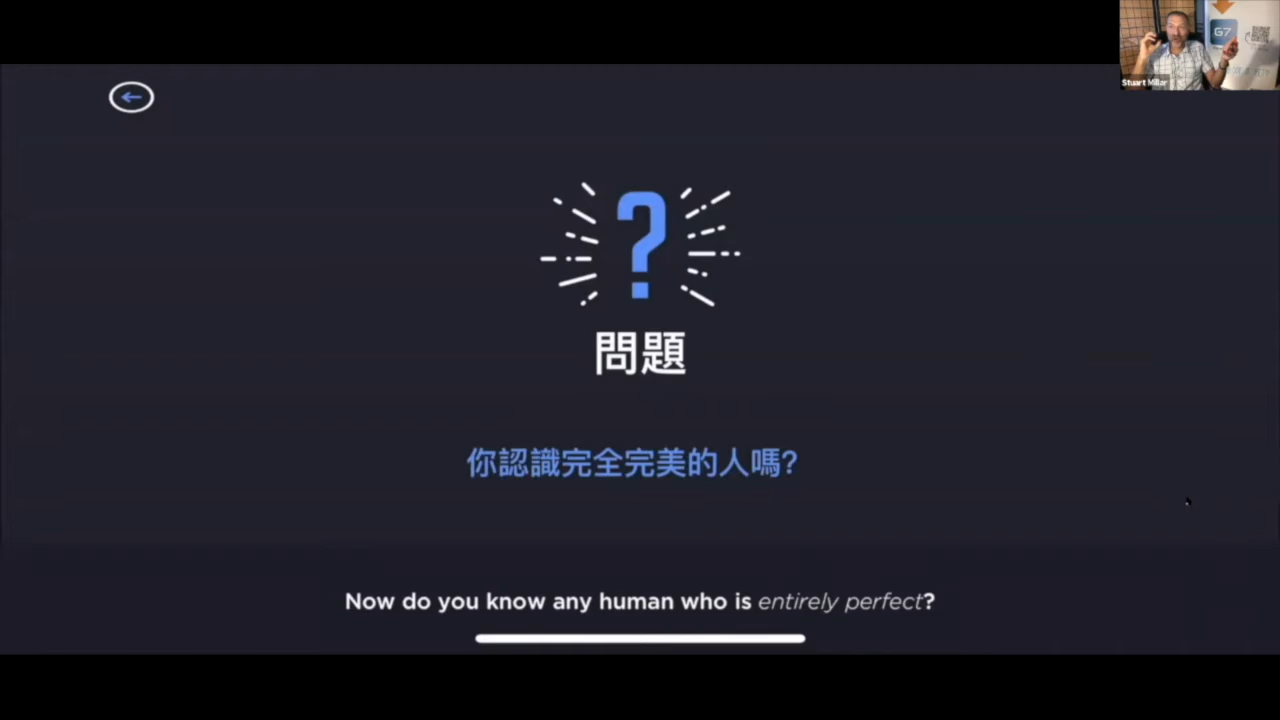 G7
Stuart Millar
?
問題
你認識完全完美的人嗎?
Now do you know any human who is entirely perfect?